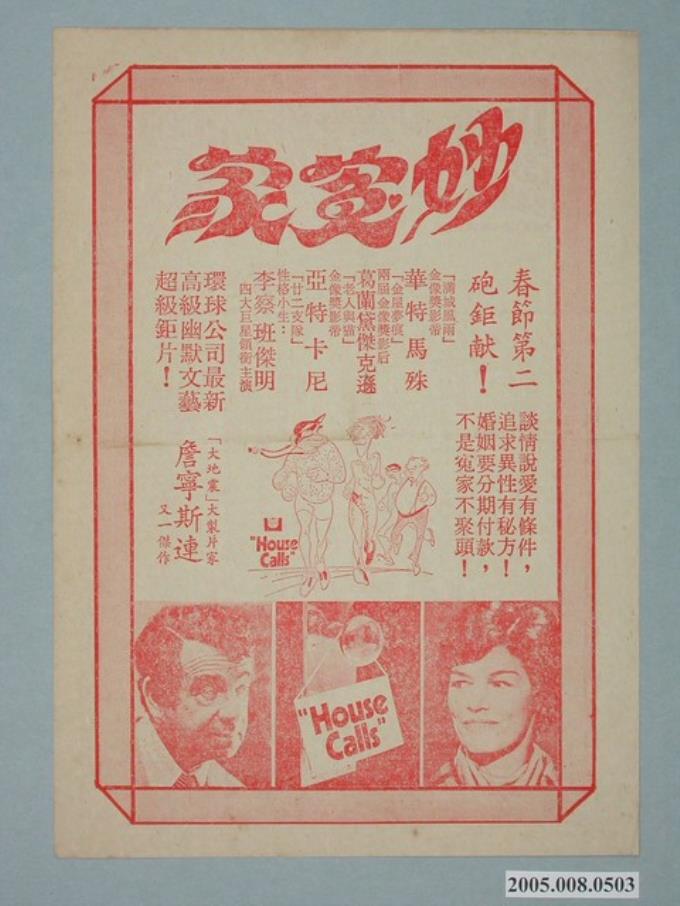 妙冤家
春節第二
砲鉅献！
談情說愛有條件，
追求異性有秘方！
婚姻要分期付款，
不是冤家不聚頭！
「滿城風雨」
金像獎影帝
華特馬殊
「金屋夢痕」
兩屆金像獎影后
葛蘭黛傑克遜
「老人與貓」
金像獎影帝
亞特卡尼
「廿二支隊」
性格小生：
李察班傑明
四大巨星領銜主演
環球公司最新
高級幽默文藝
超級鉅片！
「大地震」大製片家
詹寧斯連
又一傑作
"House
Calls"
"House
Calls"
2005.008.0503